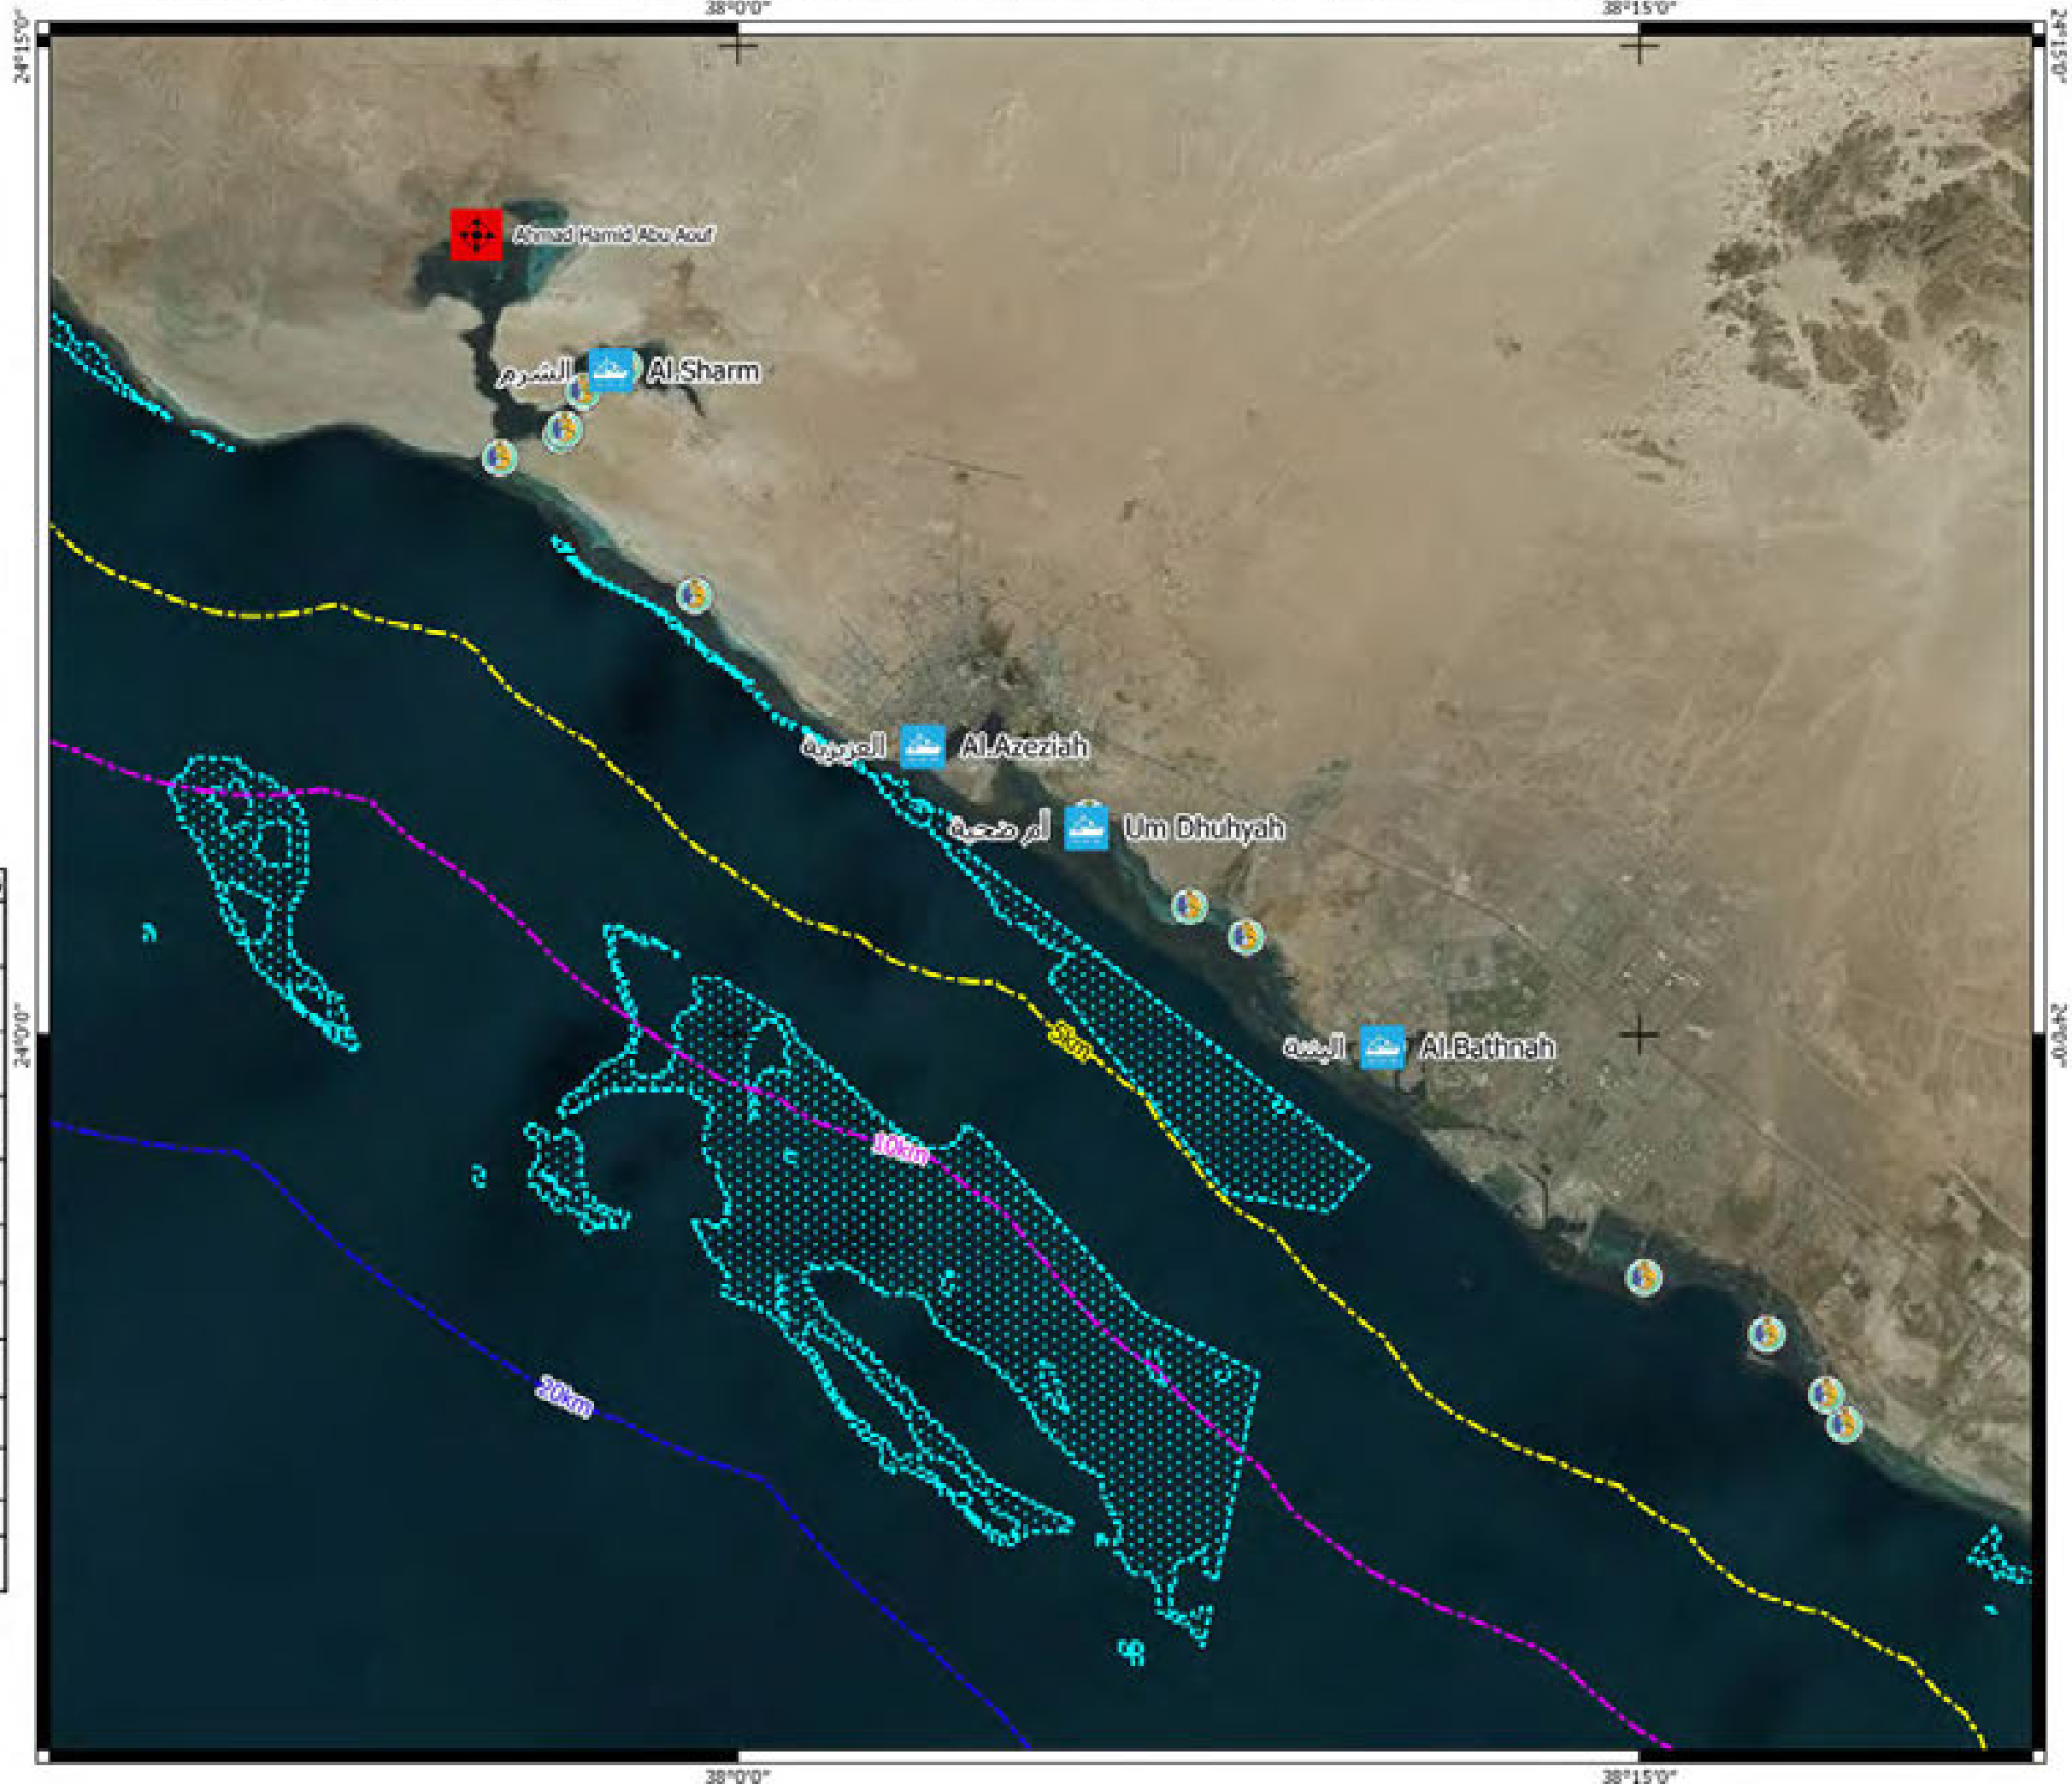 38°0'0"
38°15'0"
24°15'0"
24°15'0"
Ahmad Hamid Abu Aouf
الشرم Al.Sharm
العزيزية Al.Azeziah
أم ضحية Um Dhuhyah
24°0'0"
24°0'0"
5km
البثنة Al.Bathnah
10km
20km
38°0'0"
38°15'0"